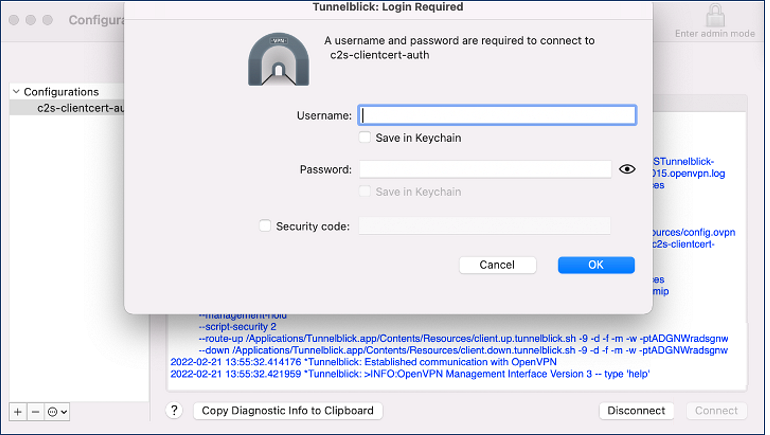 Tunnelblick: Login Required
Configura
Enter admin mode
VPN
A username and password are required to connect to
c2s-clientcert-auth
Configurations
c2s-clientcert-au
Username:
Save in Keychain
STunnelblick-
Password:
015.openvpn.log
ces
Save in Keychain
Security code:
urces/config.ovpn
c2s-clientcert-
Cancel
OK
ces
mip
--management-hold
--script-security 2
--route-up /Applications/Tunnelblick.app/Contents/Resources/client.up.tunnelblick.sh -9 -d -f -m -w -ptADGNWradsgnw
--down /Applications/Tunnelblick.app/Contents/Resources/client.down.tunnelblick.sh -9 -d -f -m -w -ptADGNWradsgnw
2022-02-21 13:55:32.414176 *Tunnelblick: Established communication with OpenVPN
2022-02-21 13:55:32.421959 *Tunnelblick: >INFO:OpenVPN Management Interface Version 3 -- type 'help'
? Copy Diagnostic Info to Clipboard Disconnect Connect